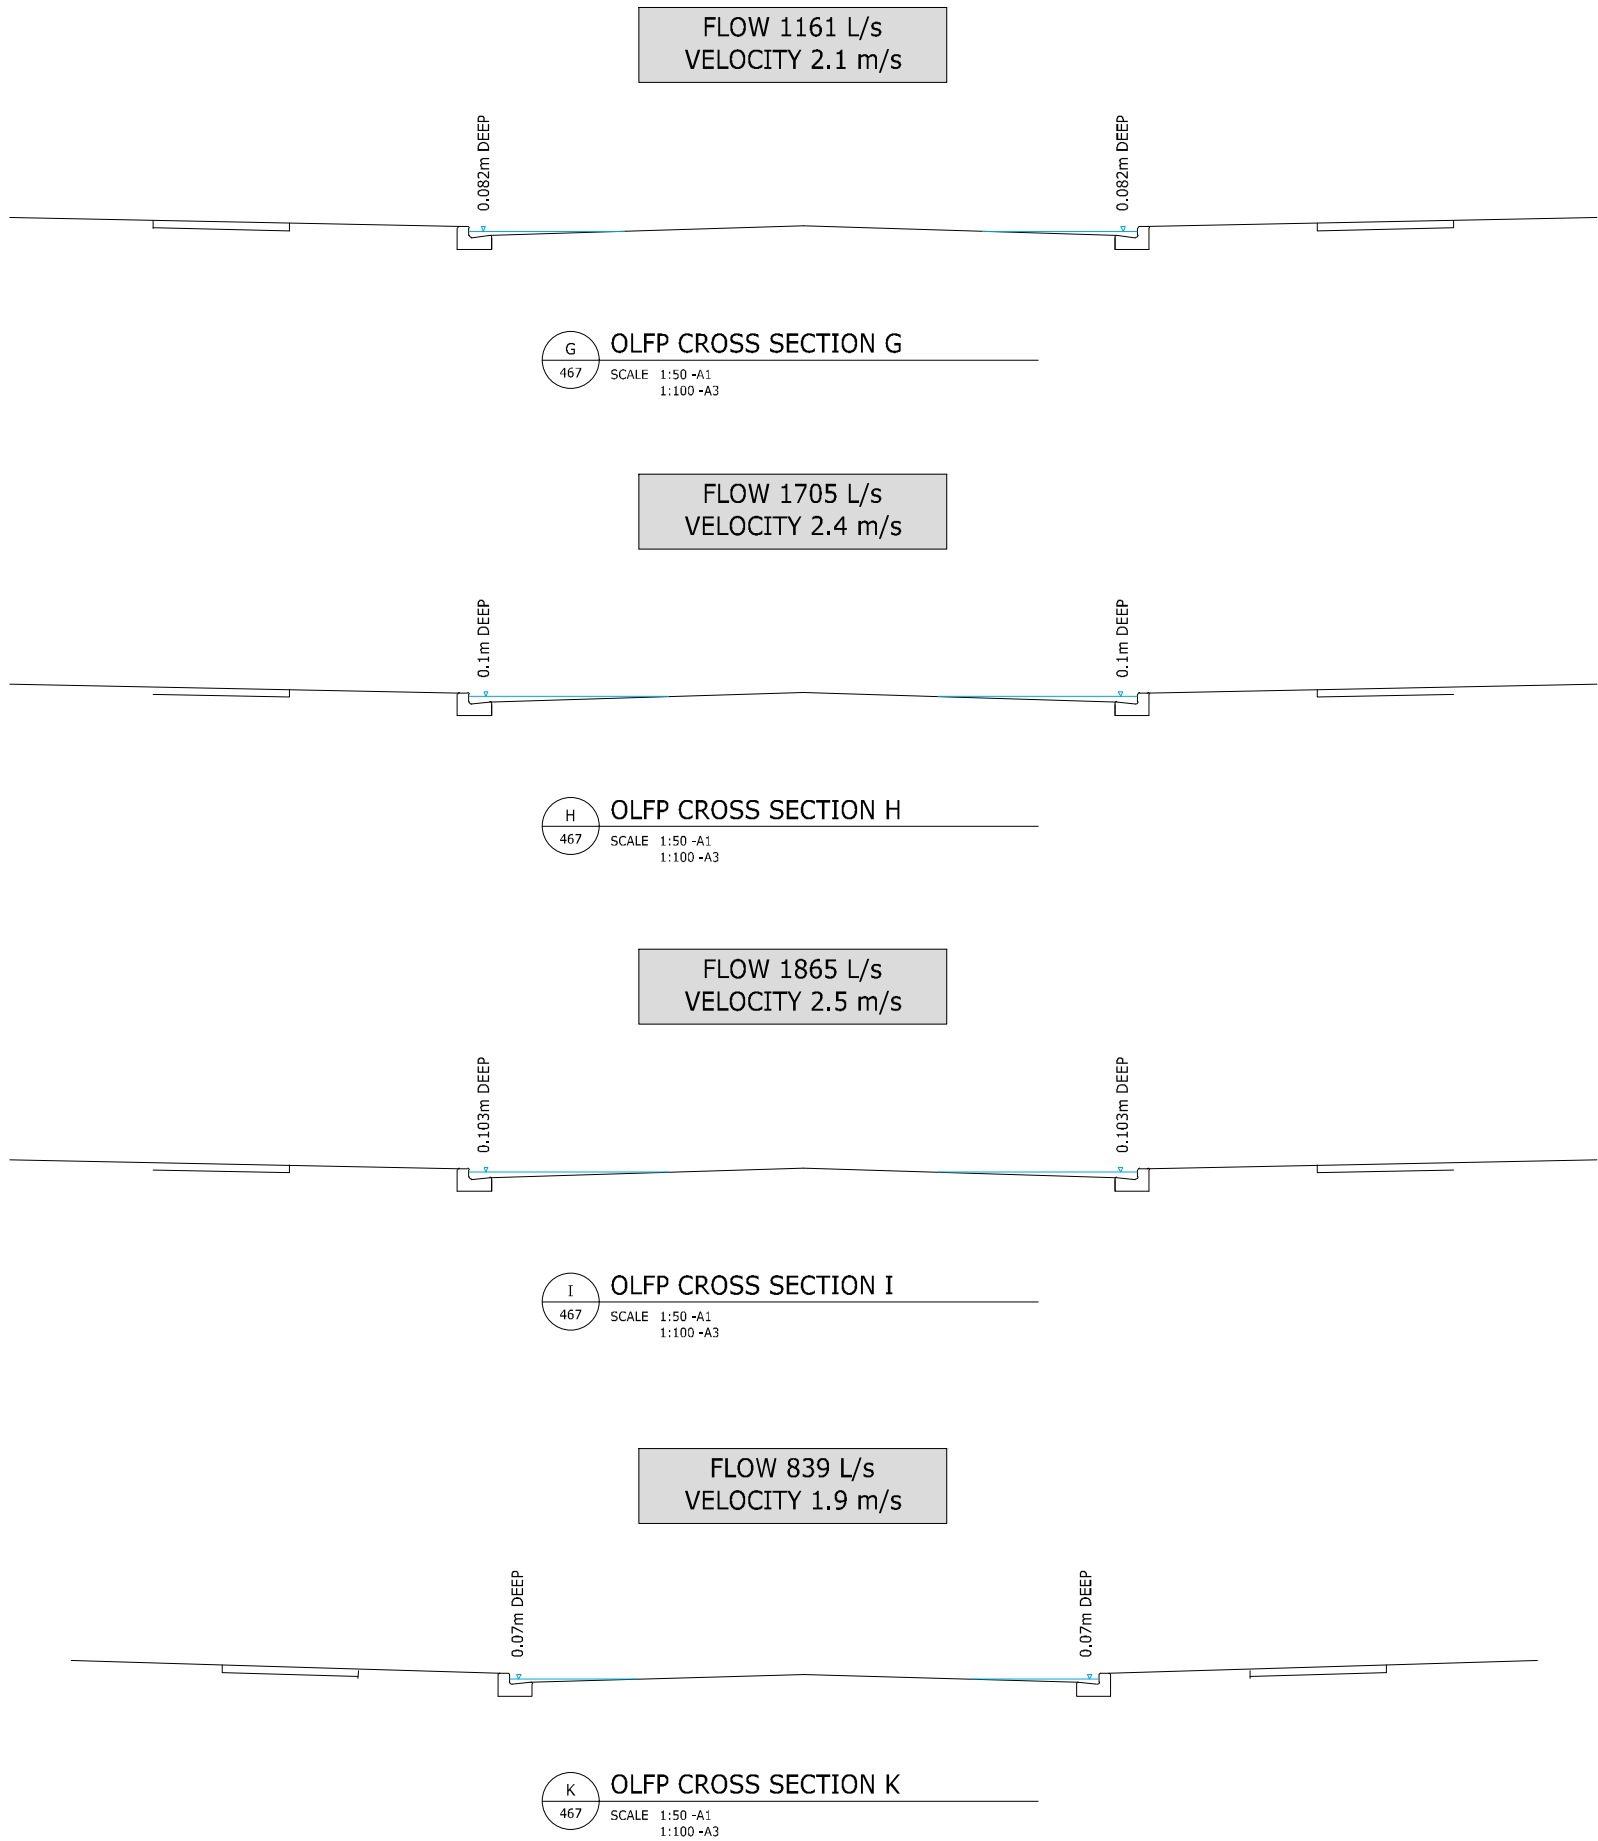 FLOW 1161 L/s
VELOCITY 2.1 m/s
0.082m DEEP
0.082m DEEP
G
467
OLFP CROSS SECTION G
SCALE 1:50 -A1
1:100 -A3
FLOW 1705 L/s
VELOCITY 2.4 m/s
0.1m DEEP
0.1m DEEP
H
467
OLFP CROSS SECTION H
SCALE 1:50 -A1
1:100 -A3
FLOW 1865 L/s
VELOCITY 2.5 m/s
0.103m DEEP
0.103m DEEP
I
467
OLFP CROSS SECTION I
SCALE 1:50 -A1
1:100 -A3
FLOW 839 L/s
VELOCITY 1.9 m/s
0.07m DEEP
0.07m DEEP
K
467
OLFP CROSS SECTION K
SCALE 1:50 -A1
1:100 -A3